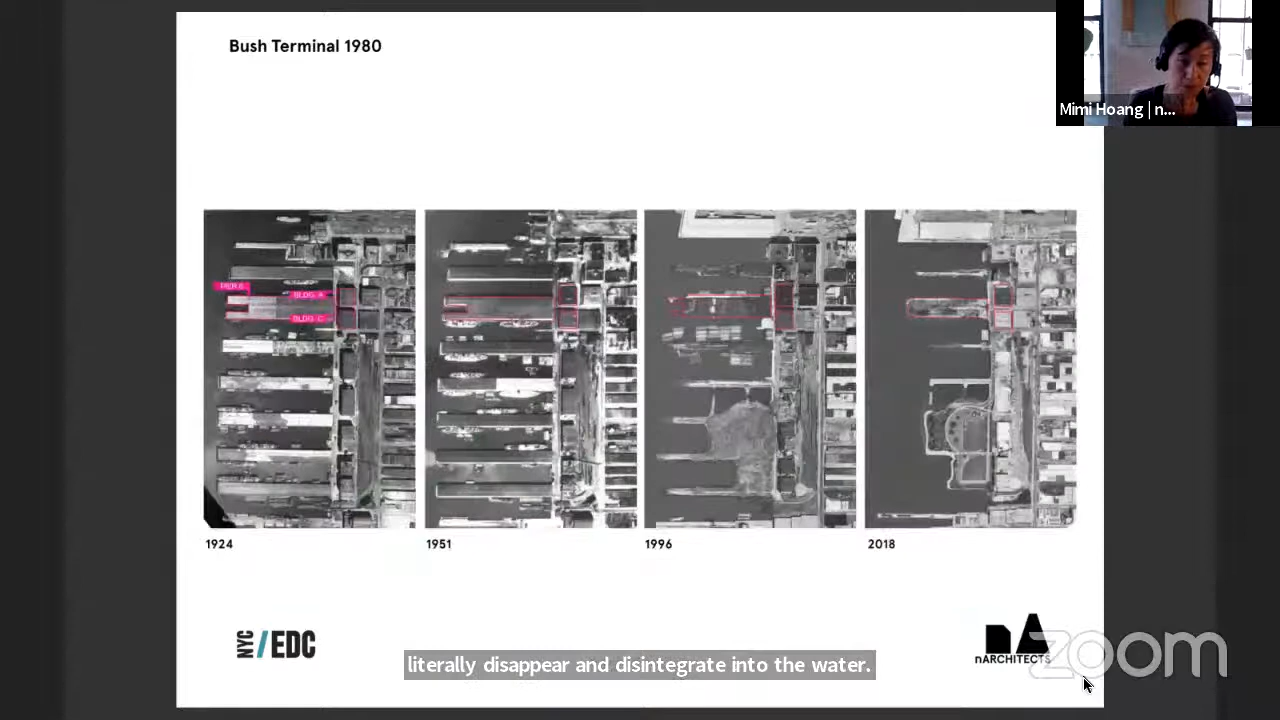 Bush Terminal 1980
Mimi Hoang | n...
PIER 6
BLDG A
BLDG C
1924
1951
1996
2018
NYC
/EDC
nARCHITECTS
literally disappear and disintegrate into the water.
zoom